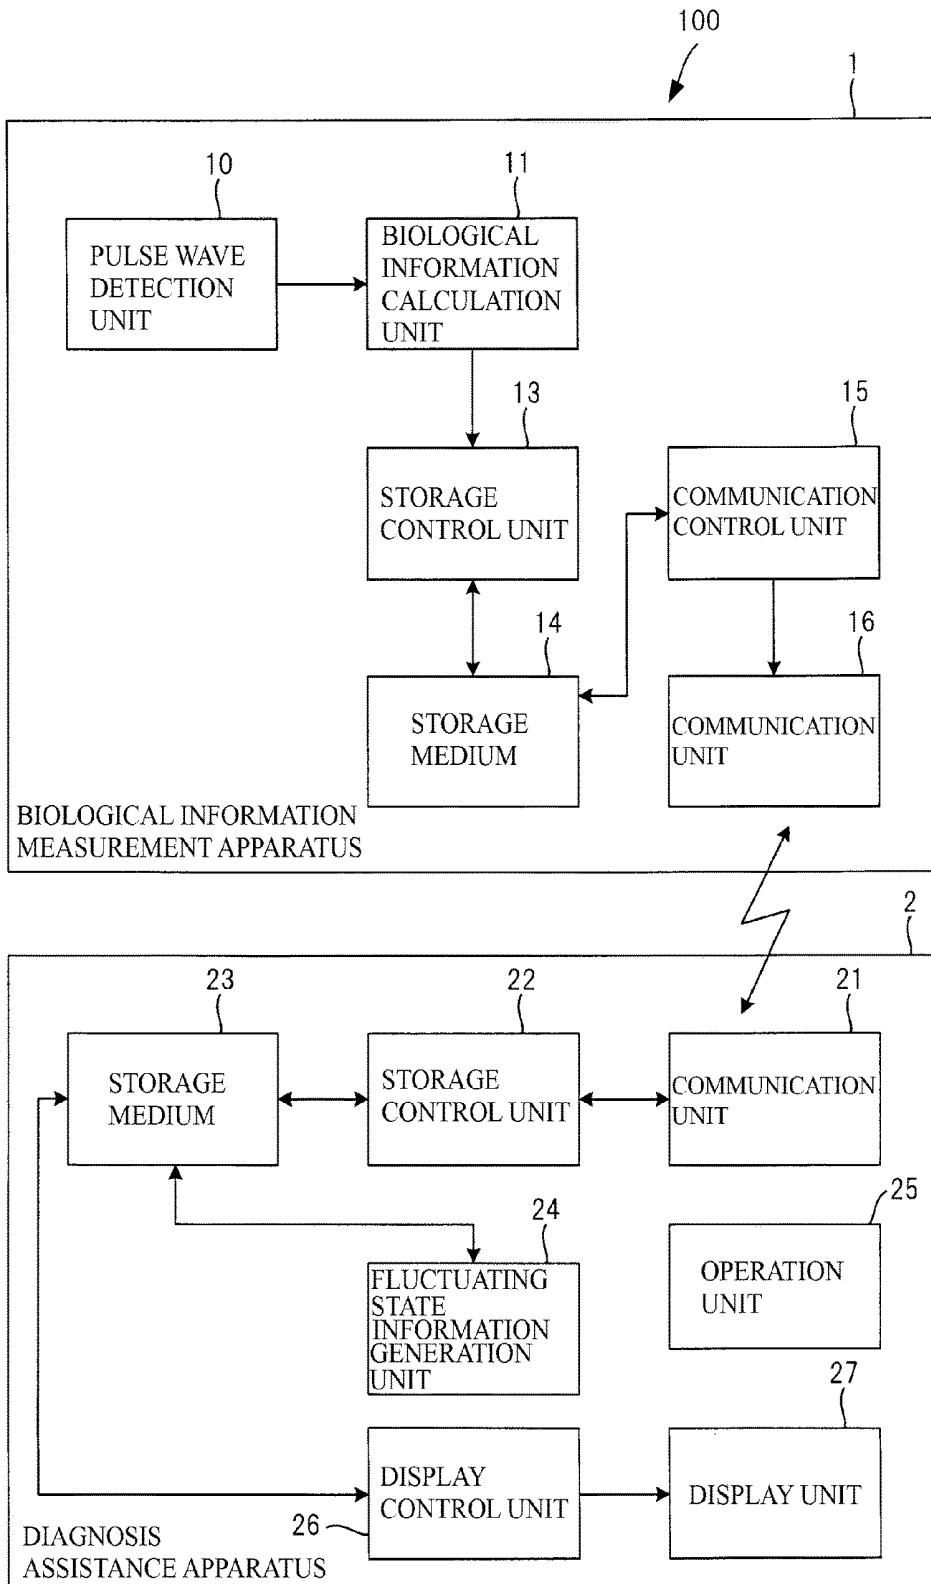 100
1
10
11
PULSE WAVE
DETECTION
UNIT
BIOLOGICAL
INFORMATION
CALCULATION
UNIT
13
15
STORAGE
CONTROL UNIT
COMMUNICATION
CONTROL UNIT
14
16
STORAGE
MEDIUM
COMMUNICATION
UNIT
BIOLOGICAL INFORMATION
MEASUREMENT APPARATUS
2
23
22
21
STORAGE
MEDIUM
STORAGE
CONTROL UNIT
COMMUNICATION
UNIT
24
25
FLUCTUATING
STATE
INFORMATION
GENERATION
UNIT
OPERATION
UNIT
27
DISPLAY
CONTROL UNIT
DISPLAY UNIT
26
DIAGNOSIS
ASSISTANCE APPARATUS